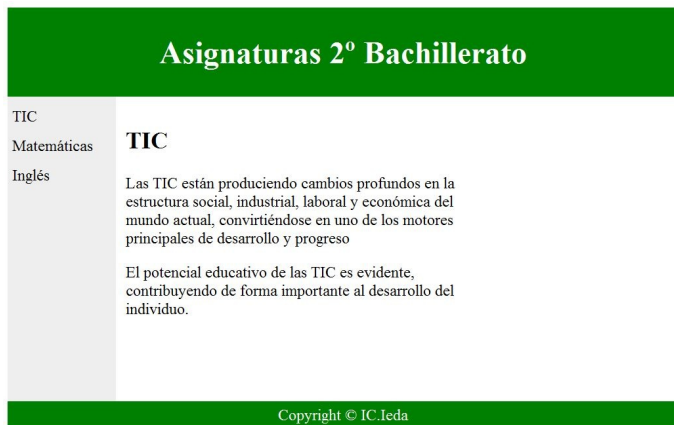 Asignaturas 2º Bachillerato
TIC
Matemáticas
Inglés
TIC
Las TIC están produciendo cambios profundos en la
estructura social, industrial, laboral y económica del
mundo actual, convirtiéndose en uno de los motores
principales de desarrollo y progreso
El potencial educativo de las TIC es evidente,
contribuyendo de forma importante al desarrollo del
individuo.
Copyright © IC.Ieda